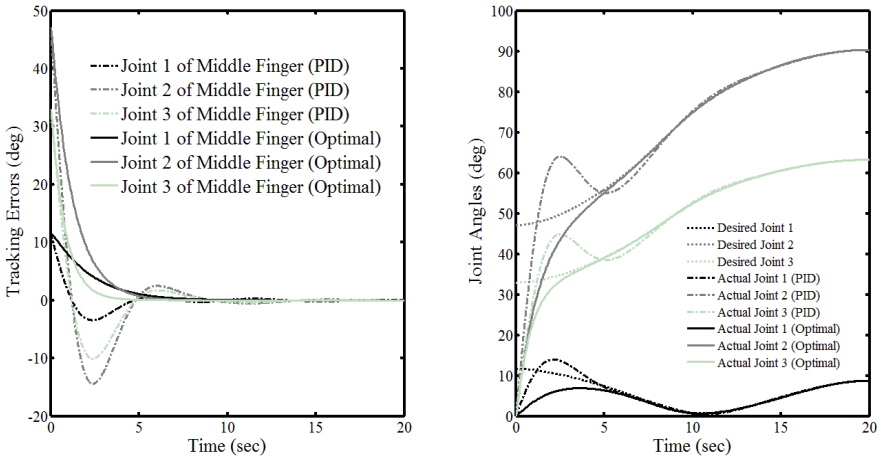 50
40
30
20
10
0
-10
-20
0
5
10
15
20
Tracking Errors (deg)
Time (sec)
Joint 1 of Middle Finger (PID)
Joint 2 of Middle Finger (PID)
Joint 3 of Middle Finger (PID)
Joint 1 of Middle Finger (Optimal)
Joint 2 of Middle Finger (Optimal)
Joint 3 of Middle Finger (Optimal)
100
90
80
70
60
50
40
30
20
10
0
0
5
10
15
20
Joint Angles (deg)
Time (sec)
Desired Joint 1
Desired Joint 2
Desired Joint 3
Actual Joint 1 (PID)
Actual Joint 2 (PID)
Actual Joint 3 (PID)
Actual Joint 1 (Optimal)
Actual Joint 2 (Optimal)
Actual Joint 3 (Optimal)